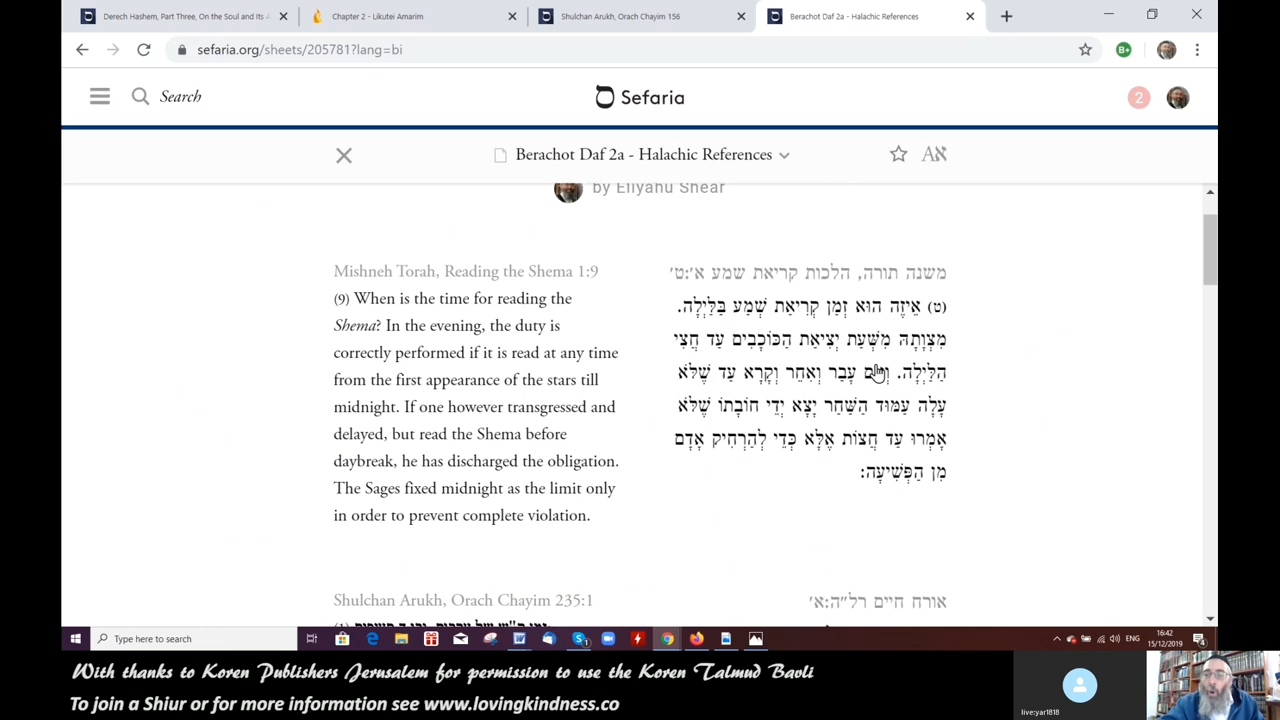 Derech Hashem, Part Three, On the Soul and Its A
Chapter 2 - Likutei Amarim
Shulchan Arukh, Orach Chayim 156
Berachot Daf 2a - Halachic References
sefaria.org/sheets/205781?lang=bi
B+
Search
Sefaria
2
Berachot Daf 2a - Halachic References
by Eliyahu Shear
Mishneh Torah, Reading the Shema 1:9
(9) When is the time for reading the
Shema? In the evening, the duty is
correctly performed if it is read at any time
from the first appearance of the stars till
midnight. If one however transgressed and
delayed, but read the Shema before
daybreak, he has discharged the obligation.
The Sages fixed midnight as the limit only
in order to prevent complete violation.
משנה תורה, הלכות קריאת שמע א׳:ט׳
(ט) אֵיזֶה הוּא זְמַן קְרִיאַת שְׁמַע בַּלַּיְלָה.
מִצְוָתָהּ מִשְּׁעַת יְצִיאַת הַכּוֹכָבִים עַד חֲצִי
הַלַּיְלָה. עָבַר וְאִחֵר וְקָרָא עַד שֶׁלֹּא
עָלָה עַמּוּד הַשַּׁחַר יָצָא יְדֵי חוֹבָתוֹ שֶׁלֹּא
אָמְרוּ עַד חֲצוֹת אֶלָּא כְּדֵי לְהַרְחִיק אָדָם
מִן הַפְּשִׁיעָה:
Shulchan Arukh, Orach Chayim 235:1
אורח חיים רל״ה:א׳
Type here to search
ENG
16:42
15/12/2019
With thanks to Koren Publishers Jerusalem for permission to use the Koren Talmud Bavli
To join a Shiur or for more information see www.lovingkindness.co
live:yar1818